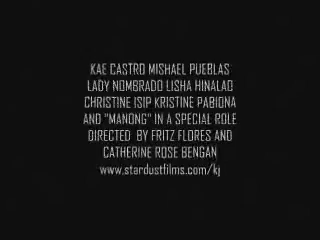 KAE CASTRO MISHAEL PUEBLAS
LADY NOMBRADO LISHA HINALAO
CHRISTINE ISIP KRISTINE PABIONA
AND "MANONG" IN A SPECIAL ROLE
DIRECTED BY FRITZ FLORES AND
CATHERINE ROSE BENGAN
www.stardustfilms.com/kj